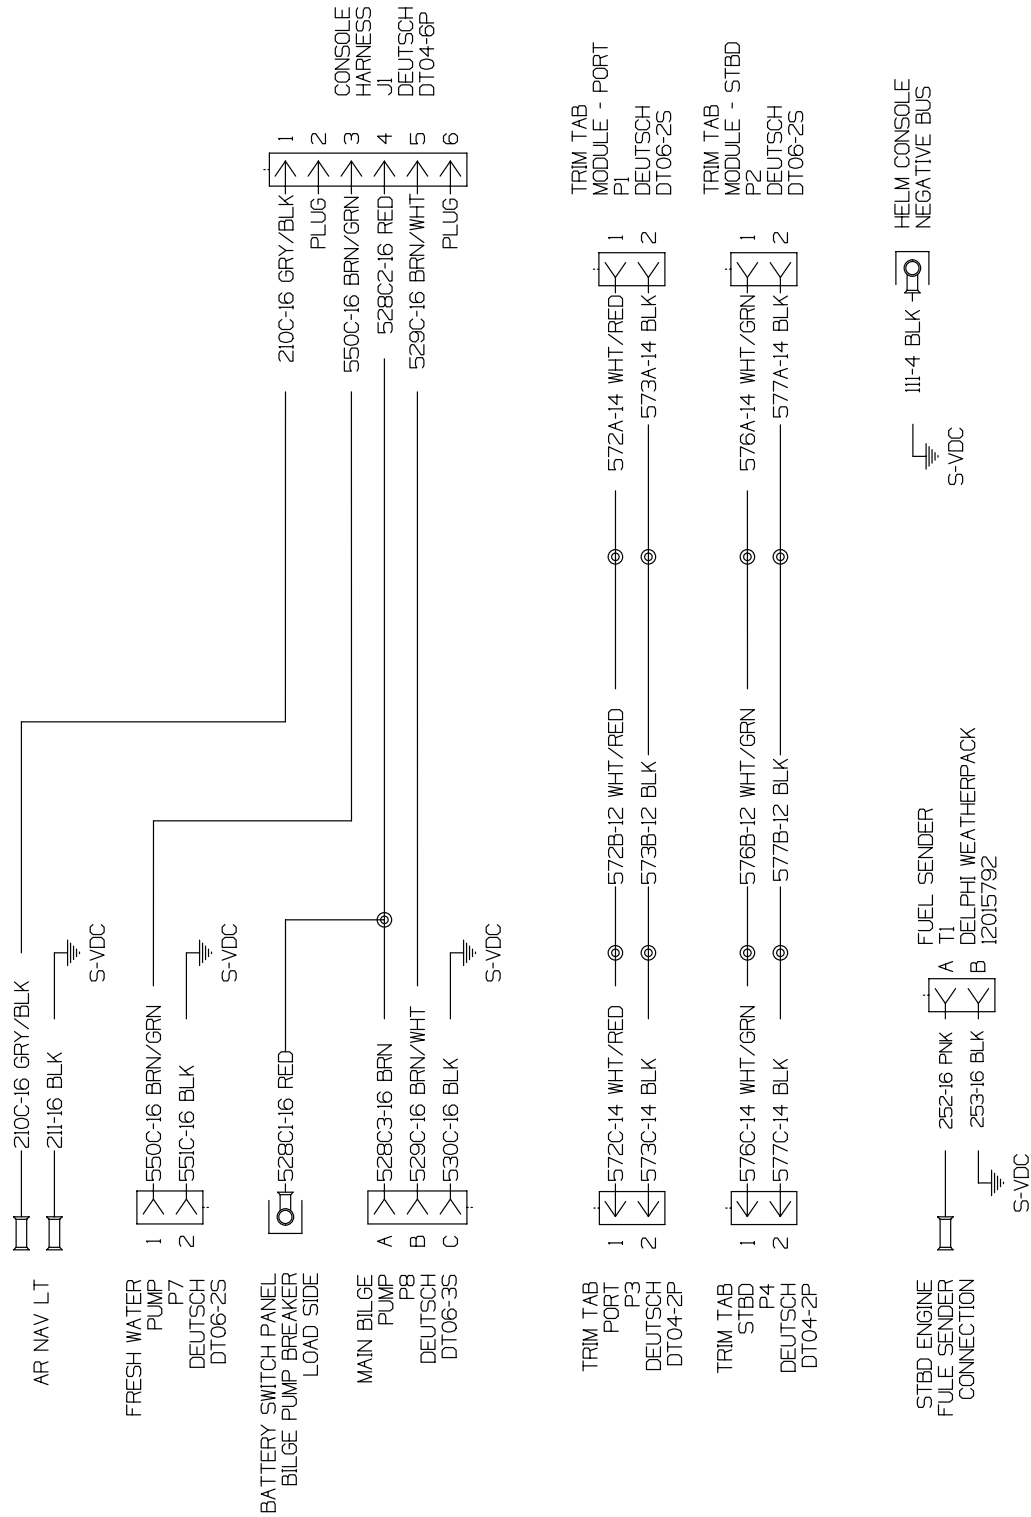 AR NAV LT
210C-16 GRY/BLK
211-16 BLK
S-VDC
FRESH WATER
PUMP
P7
DEUTSCH
DT06-2S
1
2
550C-16 BRN/GRN
551C-16 BLK
S-VDC
BATTERY SWITCH PANEL
BILGE PUMP BREAKER
LOAD SIDE
528C1-16 RED
MAIN BILGE
PUMP
P8
DEUTSCH
DT06-3S
A
B
C
528C3-16 BRN
529C-16 BRN/WHT
530C-16 BLK
S-VDC
210C-16 GRY/BLK
PLUG
550C-16 BRN/GRN
528C2-16 RED
529C-16 BRN/WHT
PLUG
1
2
3
4
5
6
CONSOLE
HARNESS
J1
DEUTSCH
DT04-6P
TRIM TAB
PORT
P3
DEUTSCH
DT04-2P
1
2
572C-14 WHT/RED
573C-14 BLK
572B-12 WHT/RED
573B-12 BLK
572A-14 WHT/RED
573A-14 BLK
1
2
TRIM TAB
MODULE - PORT
P1
DEUTSCH
DT06-2S
TRIM TAB
STBD
P4
DEUTSCH
DT04-2P
1
2
576C-14 WHT/GRN
577C-14 BLK
576B-12 WHT/GRN
577B-12 BLK
576A-14 WHT/GRN
577A-14 BLK
1
2
TRIM TAB
MODULE - STBD
P2
DEUTSCH
DT06-2S
STBD ENGINE
FULE SENDER
CONNECTION
252-16 PNK
253-16 BLK
S-VDC
A
B
FUEL SENDER
T1
DELPHI WEATHERPACK
12015792
S-VDC
111-4 BLK
HELM CONSOLE
NEGATIVE BUS